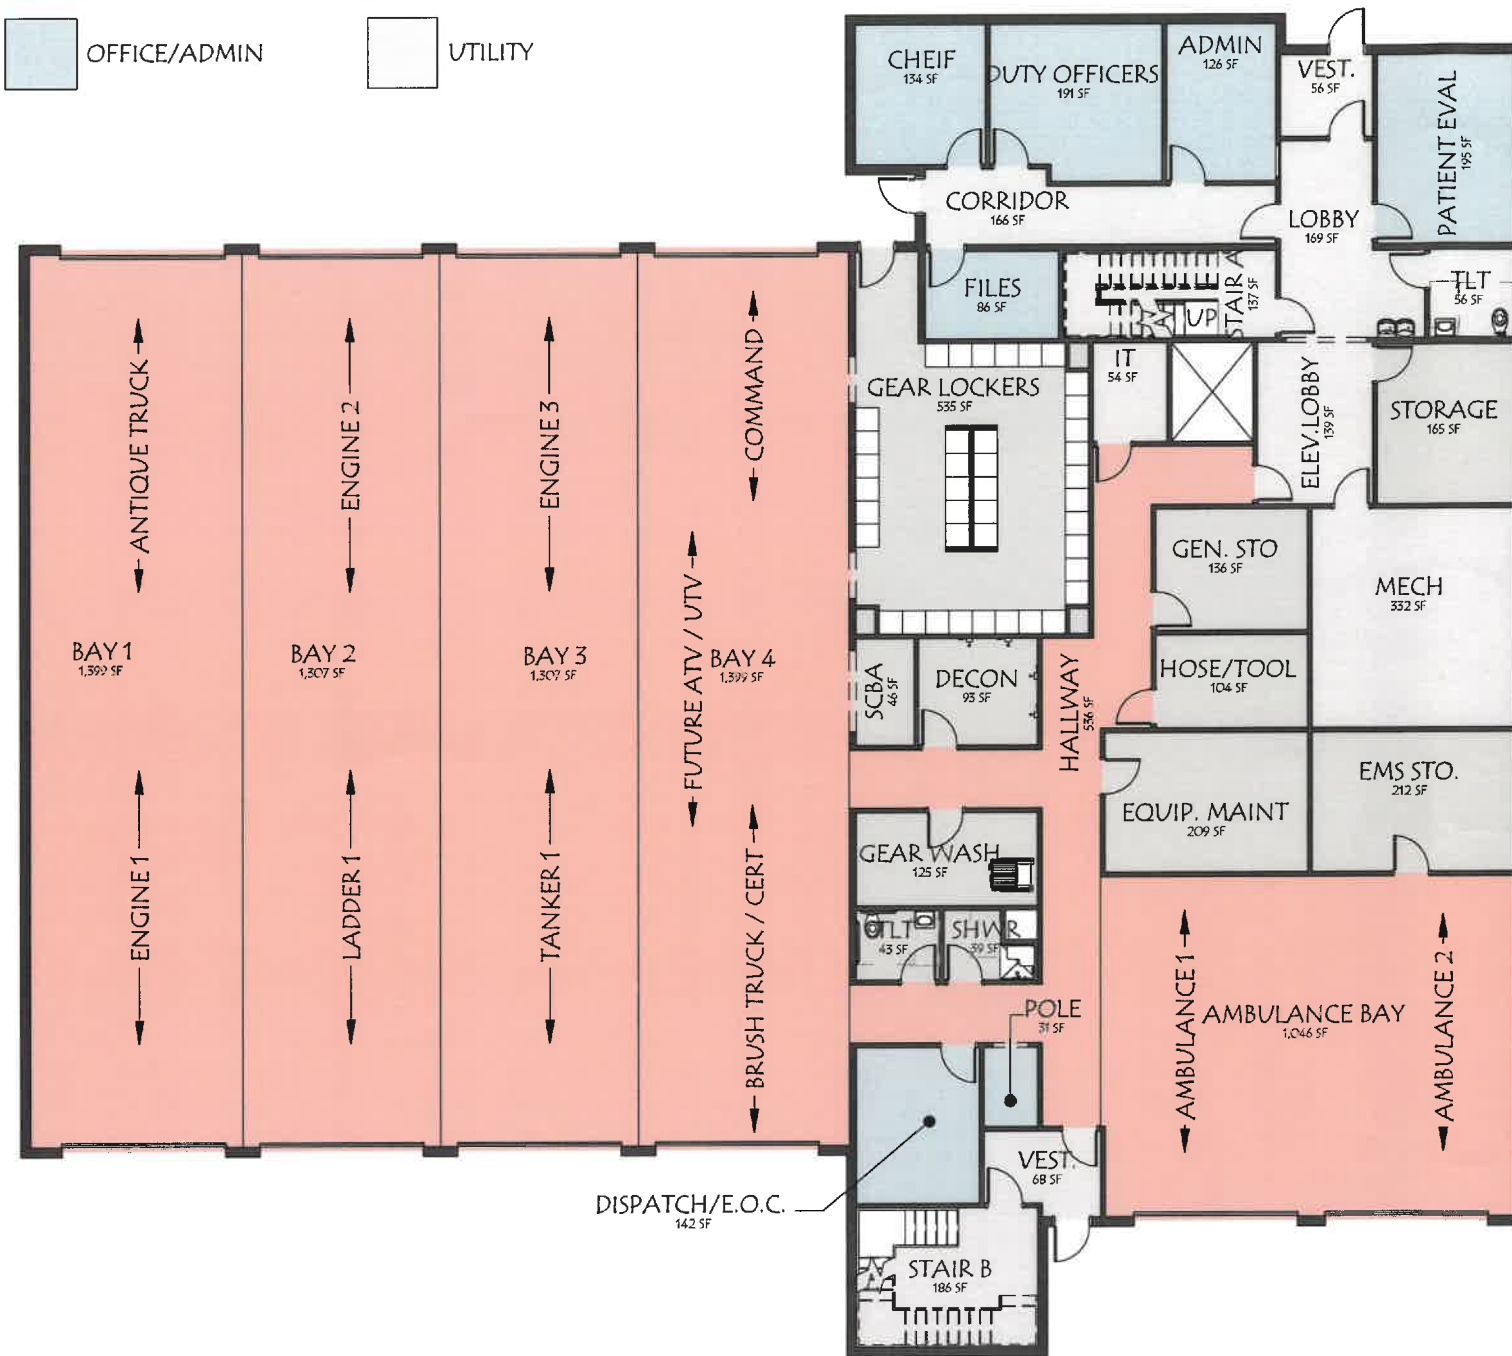 OFFICE/ADMIN
UTILITY
CHEIF
134 SF
DUTY OFFICERS
191 SF
ADMIN
126 SF
VEST.
56 SF
PATIENT EVAL
195 SF
CORRIDOR
166 SF
LOBBY
169 SF
FILES
86 SF
STAIR A
137 SF
UP
TLT
56 SF
GEAR LOCKERS
535 SF
IT
54 SF
ELEV.LOBBY
139 SF
STORAGE
165 SF
ANTIQUE TRUCK
ENGINE 2
ENGINE 3
COMMAND
GEN. STO
136 SF
MECH
332 SF
FUTURE ATV / UTV
BAY 1
1,399 SF
BAY 2
1,307 SF
BAY 3
1,307 SF
BAY 4
1,399 SF
SCBA
46 SF
DECON
93 SF
HALLWAY
536 SF
HOSE/TOOL
104 SF
EQUIP. MAINT
209 SF
EMS STO.
212 SF
GEAR WASH
125 SF
ENGINE 1
LADDER 1
TANKER 1
BRUSH TRUCK / CERT
TLT
43 SF
SHWR
39 SF
POLE
31 SF
AMBULANCE 1
AMBULANCE BAY
1,046 SF
AMBULANCE 2
VEST.
68 SF
DISPATCH/E.O.C.
142 SF
STAIR B
186 SF